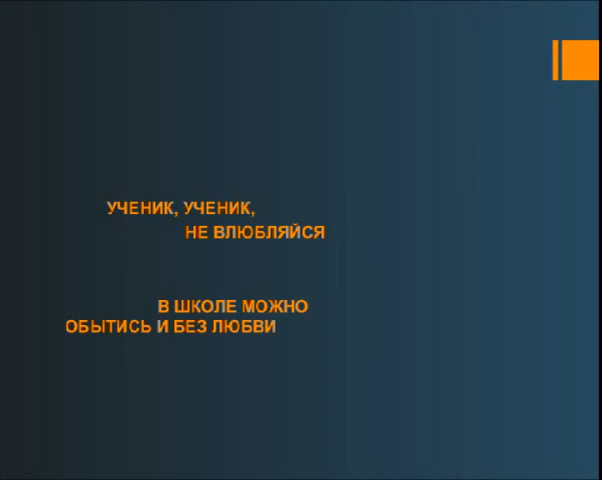 УЧЕНИК, УЧЕНИК,
НЕ ВЛЮБЛЯЙСЯ
В ШКОЛЕ МОЖНО
ОБЫТИСЬ И БЕЗ ЛЮБВИ